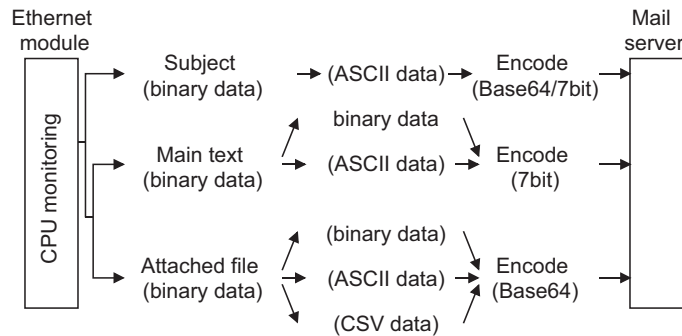 Ethernet
module
Mail
server
CPU monitoring
Subject
(binary data)
(ASCII data)
Encode
(Base64/7bit)
binary data
Main text
(binary data)
(ASCII data)
Encode
(7bit)
(binary data)
Attached file
(binary data)
(ASCII data)
Encode
(Base64)
(CSV data)